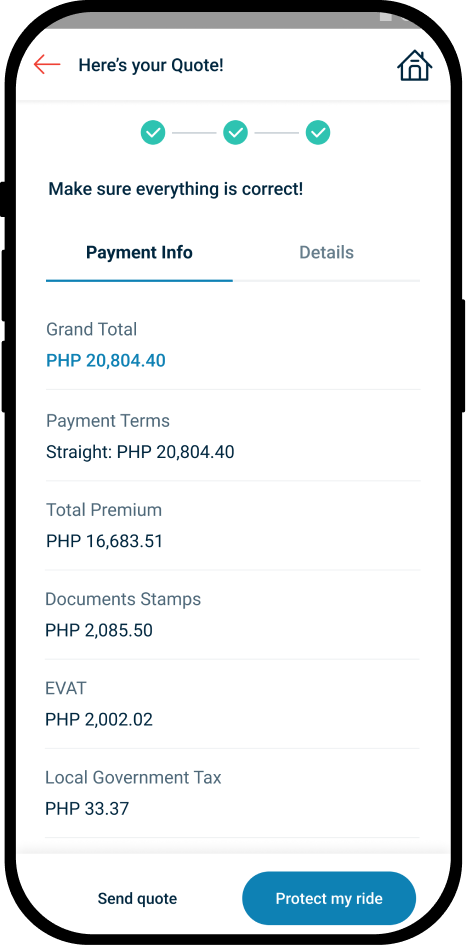 Here's your Quote!
Make sure everything is correct!
Payment Info
Details
Grand Total
PHP 20,804.40
Payment Terms
Straight: PHP 20,804.40
Total Premium
PHP 16,683.51
Documents Stamps
PHP 2,085.50
EVAT
PHP 2,002.02
Local Government Tax
PHP 33.37
Send quote
Protect my ride